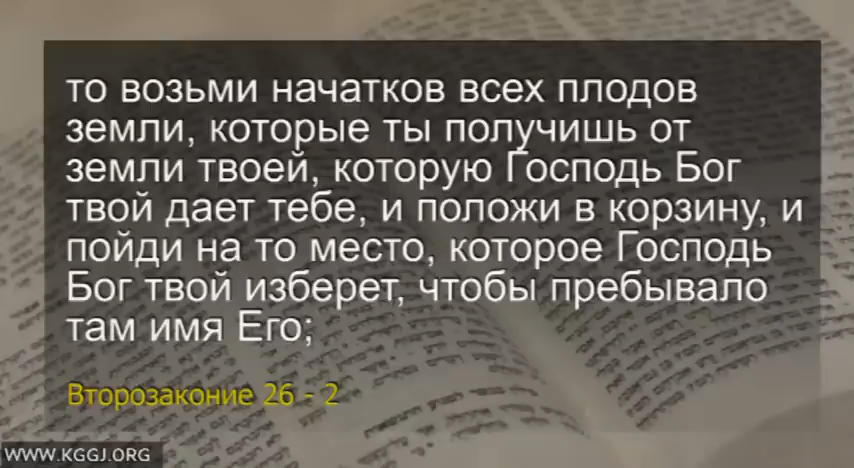 то возьми начатков всех плодов
земли, которые ты получишь от
земли твоей, которую Господь Бог
твой дает тебе, и положи в корзину, и
пойди на то место, которое Господь
Бог твой изберет, чтобы пребывало
там имя Его;
Второзаконие 26 - 2
WWW.KGGJ.ORG